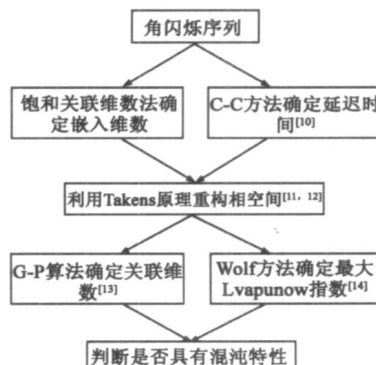 角闪烁序列
饱和关联维数法确
定嵌入维数
C-C方法确定延迟时
间[10]
利用Takens原理重构相空间[11, 12]
G-P算法确定关联维
数[13]
Wolf方法确定最大
Lvapunow指数[14]
判断是否具有混沌特性